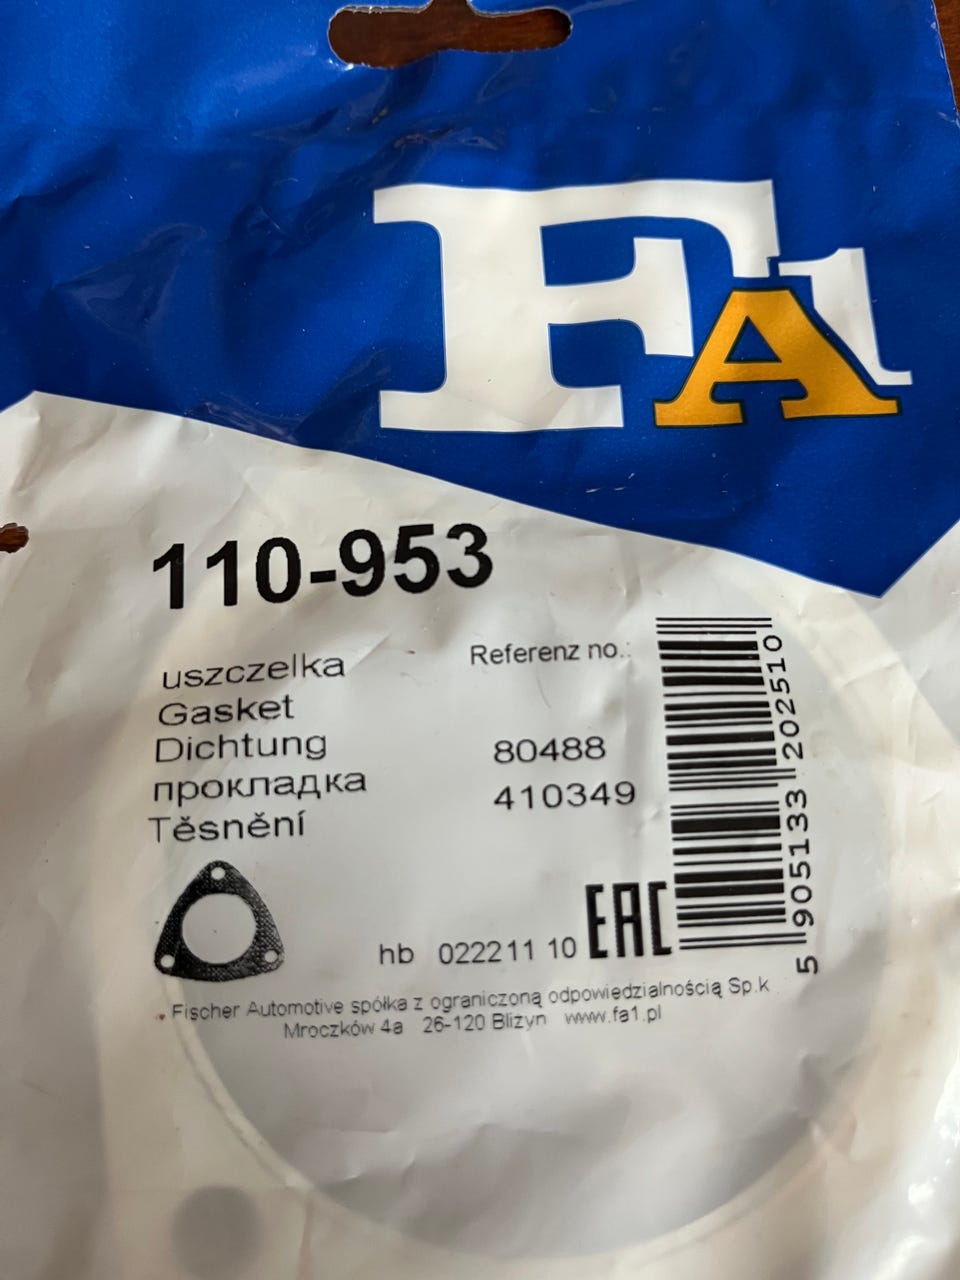 FA1
110-953
uszczelka
Gasket
Dichtung
прокладка
Těsnění
Referenz no.:
80488
410349
5 905133 202510
hb 022211 10
EAC
Fischer Automotive spółka z ograniczoną odpowiedzialnością Sp.k
Mroczków 4a 26-120 Bliżyn www.fa1.pl